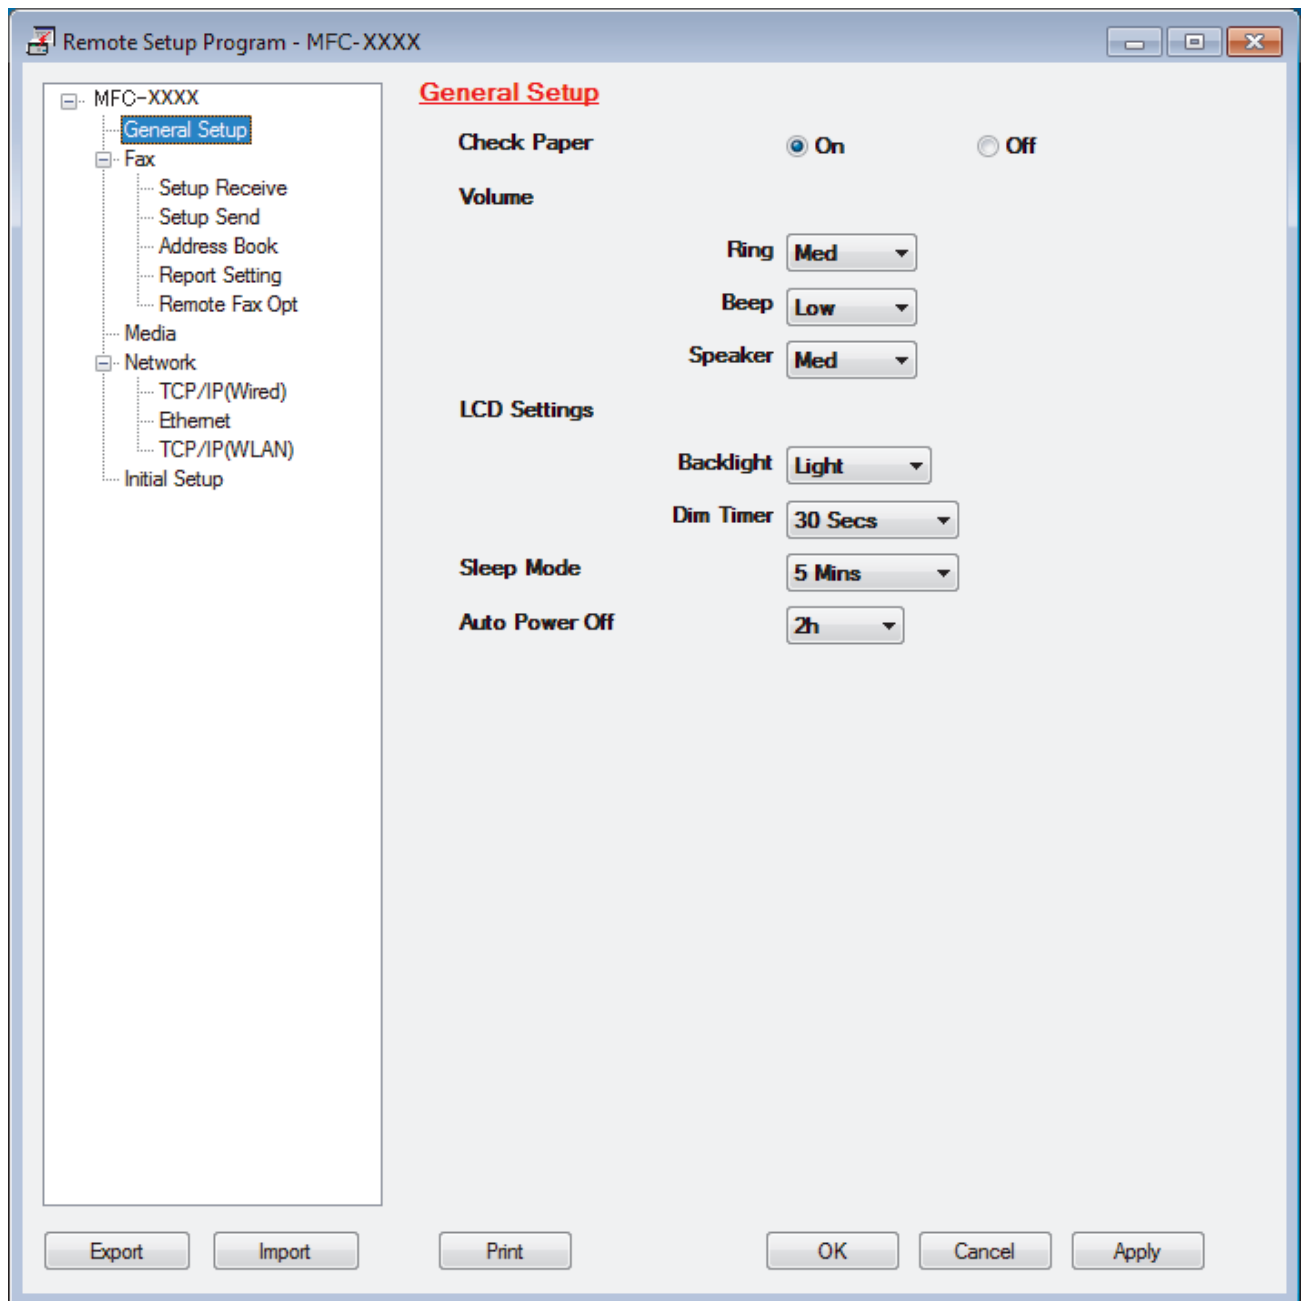 Remote Setup Program - MFC-XXXX
MFC-XXXX
General Setup
Fax
Setup Receive
Setup Send
Address Book
Report Setting
Remote Fax Opt
Media
Network
TCP/IP(Wired)
Ethernet
TCP/IP(WLAN)
Initial Setup
General Setup
Check Paper On Off
Volume
Ring Med
Beep Low
Speaker Med
LCD Settings
Backlight Light
Dim Timer 30 Secs
Sleep Mode 5 Mins
Auto Power Off 2h
Export Import Print OK Cancel Apply